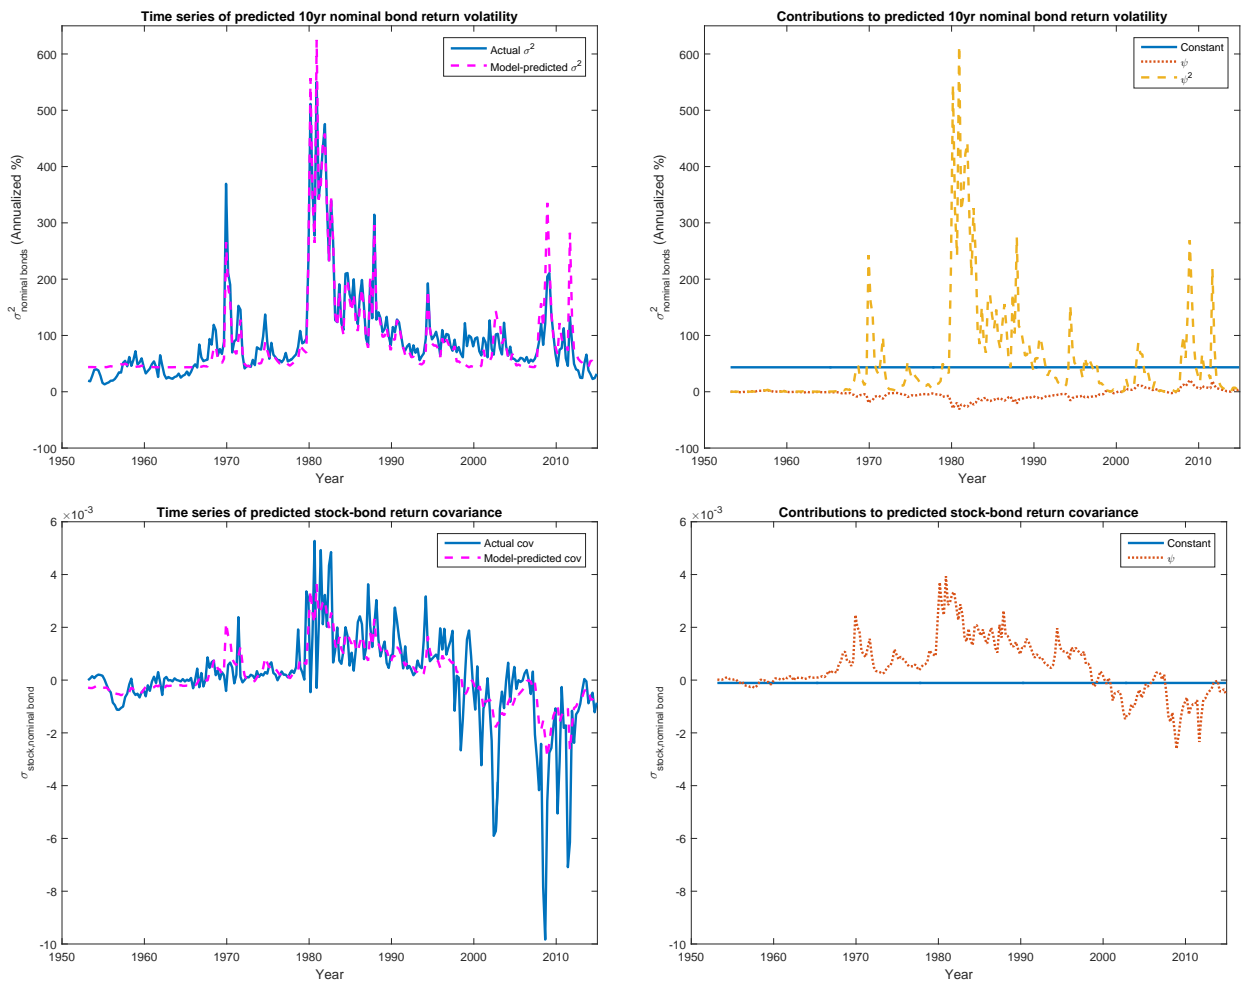 Time series of predicted 10yr nominal bond return volatility
σ²nominal bonds (Annualized %)
600
500
400
300
200
100
0
-100
Actual σ²
Model-predicted σ²
1950 1960 1970 1980 1990 2000 2010
Year
Contributions to predicted 10yr nominal bond return volatility
σ²nominal bonds (Annualized %)
600
500
400
300
200
100
0
-100
Constant
ψ
ψ²
1950 1960 1970 1980 1990 2000 2010
Year
Time series of predicted stock-bond return covariance
×10⁻³
σstock,nominal bond
6
4
2
0
-2
-4
-6
-8
-10
Actual cov
Model-predicted cov
1950 1960 1970 1980 1990 2000 2010
Year
Contributions to predicted stock-bond return covariance
×10⁻³
σstock,nominal bond
6
4
2
0
-2
-4
-6
-8
-10
Constant
ψ
1950 1960 1970 1980 1990 2000 2010
Year